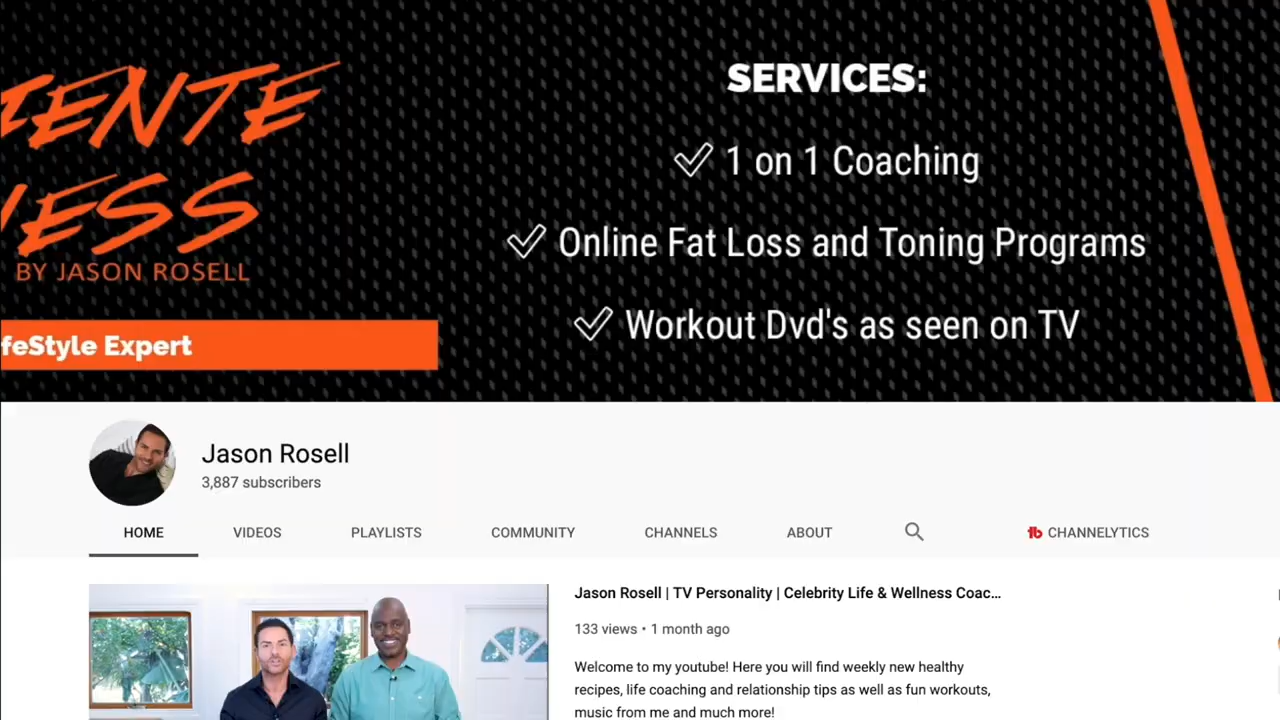 IENTE
NESS
BY JASON ROSELL
feStyle Expert
SERVICES:
1 on 1 Coaching
Online Fat Loss and Toning Programs
Workout Dvd's as seen on TV
Jason Rosell
3,887 subscribers
HOME VIDEOS PLAYLISTS COMMUNITY CHANNELS ABOUT tb CHANNELYTICS
Jason Rosell | TV Personality | Celebrity Life & Wellness Coac...
133 views • 1 month ago
Welcome to my youtube! Here you will find weekly new healthy
recipes, life coaching and relationship tips as well as fun workouts,
music from me and much more!